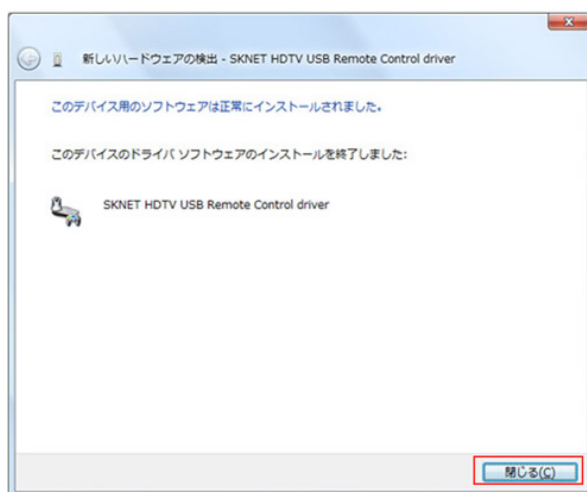 新しいハードウェアの検出 - SKNET HDTV USB Remote Control driver
このデバイス用のソフトウェアは正常にインストールされました。
このデバイスのドライバ ソフトウェアのインストールを終了しました:
SKNET HDTV USB Remote Control driver
閉じる(C)